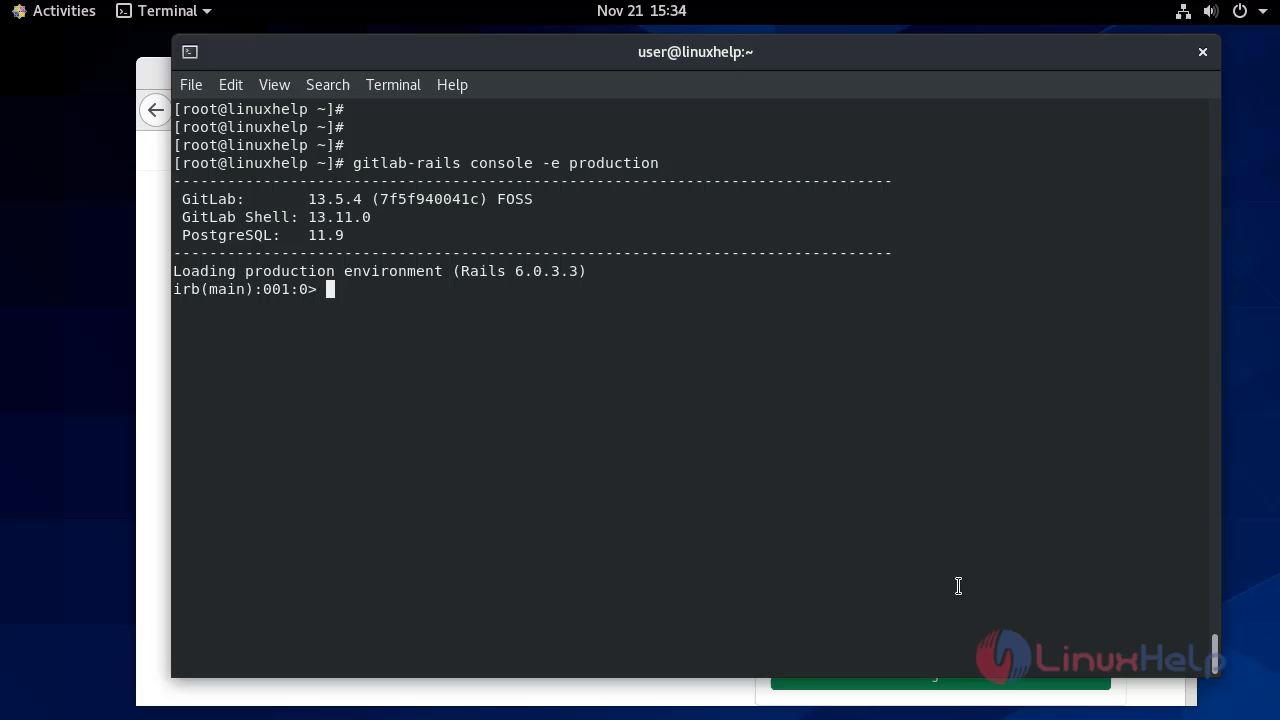 Activities Terminal Nov 21 15:34
user@linuxhelp:~
File Edit View Search Terminal Help
[root@linuxhelp ~]#
[root@linuxhelp ~]#
[root@linuxhelp ~]#
[root@linuxhelp ~]# gitlab-rails console -e production
--------------------------------------------------------------------------------
GitLab: 13.5.4 (7f5f940041c) FOSS
GitLab Shell: 13.11.0
PostgreSQL: 11.9
--------------------------------------------------------------------------------
Loading production environment (Rails 6.0.3.3)
irb(main):001:0>
LinuxHelp